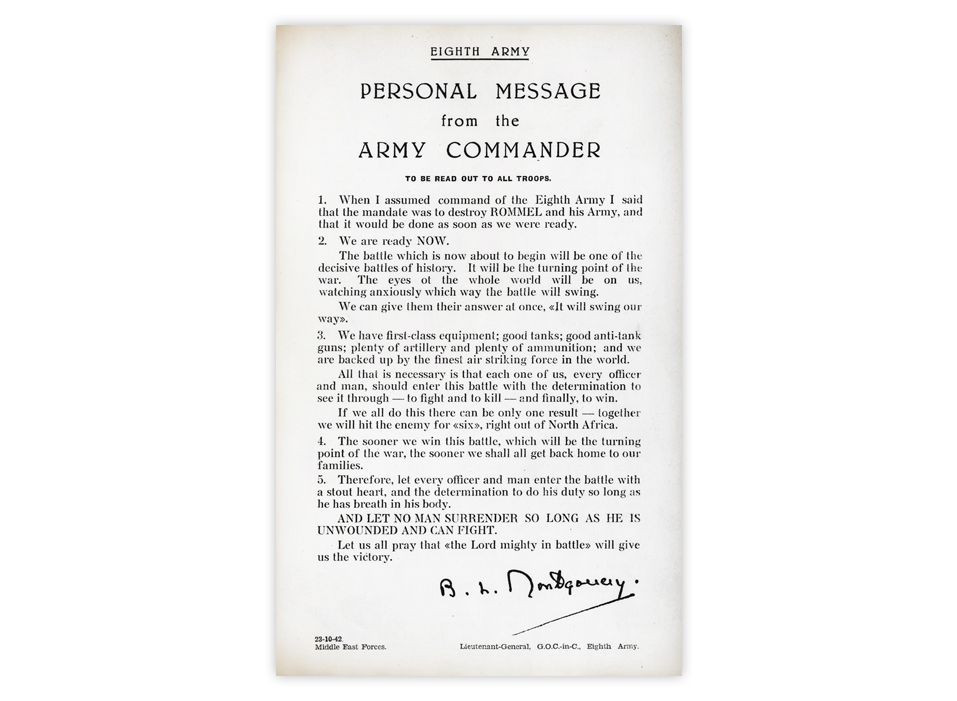 EIGHTH ARMY
PERSONAL MESSAGE
from the
ARMY COMMANDER
TO BE READ OUT TO ALL TROOPS.
1. When I assumed command of the Eighth Army I said
that the mandate was to destroy ROMMEL and his Army, and
that it would be done as soon as we were ready.
2. We are ready NOW.
The battle which is now about to begin will be one of the
decisive battles of history. It will be the turning point of the
war. The eyes ot the whole world will be on us,
watching anxiously which way the battle will swing.
We can give them their answer at once, «It will swing our
way».
3. We have first-class equipment; good tanks; good anti-tank
guns; plenty of artillery and plenty of ammunition; and we
are backed up by the finest air striking force in the world.
All that is necessary is that each one of us, every officer
and man, should enter this battle with the determination to
see it through — to fight and to kill — and finally, to win.
If we all do this there can be only one result — together
we will hit the enemy for «six», right out of North Africa.
4. The sooner we win this battle, which will be the turning
point of the war, the sooner we shall all get back home to our
families.
5. Therefore, let every officer and man enter the battle with
a stout heart, and the determination to do his duty so long as
he has breath in his body.
AND LET NO MAN SURRENDER SO LONG AS HE IS
UNWOUNDED AND CAN FIGHT.
Let us all pray that «the Lord mighty in battle» will give
us the victory.
B. L. Montgomery.
23-10-42.
Middle East Forces.
Lieutenant-General, G.O.C.-in-C., Eighth Army.